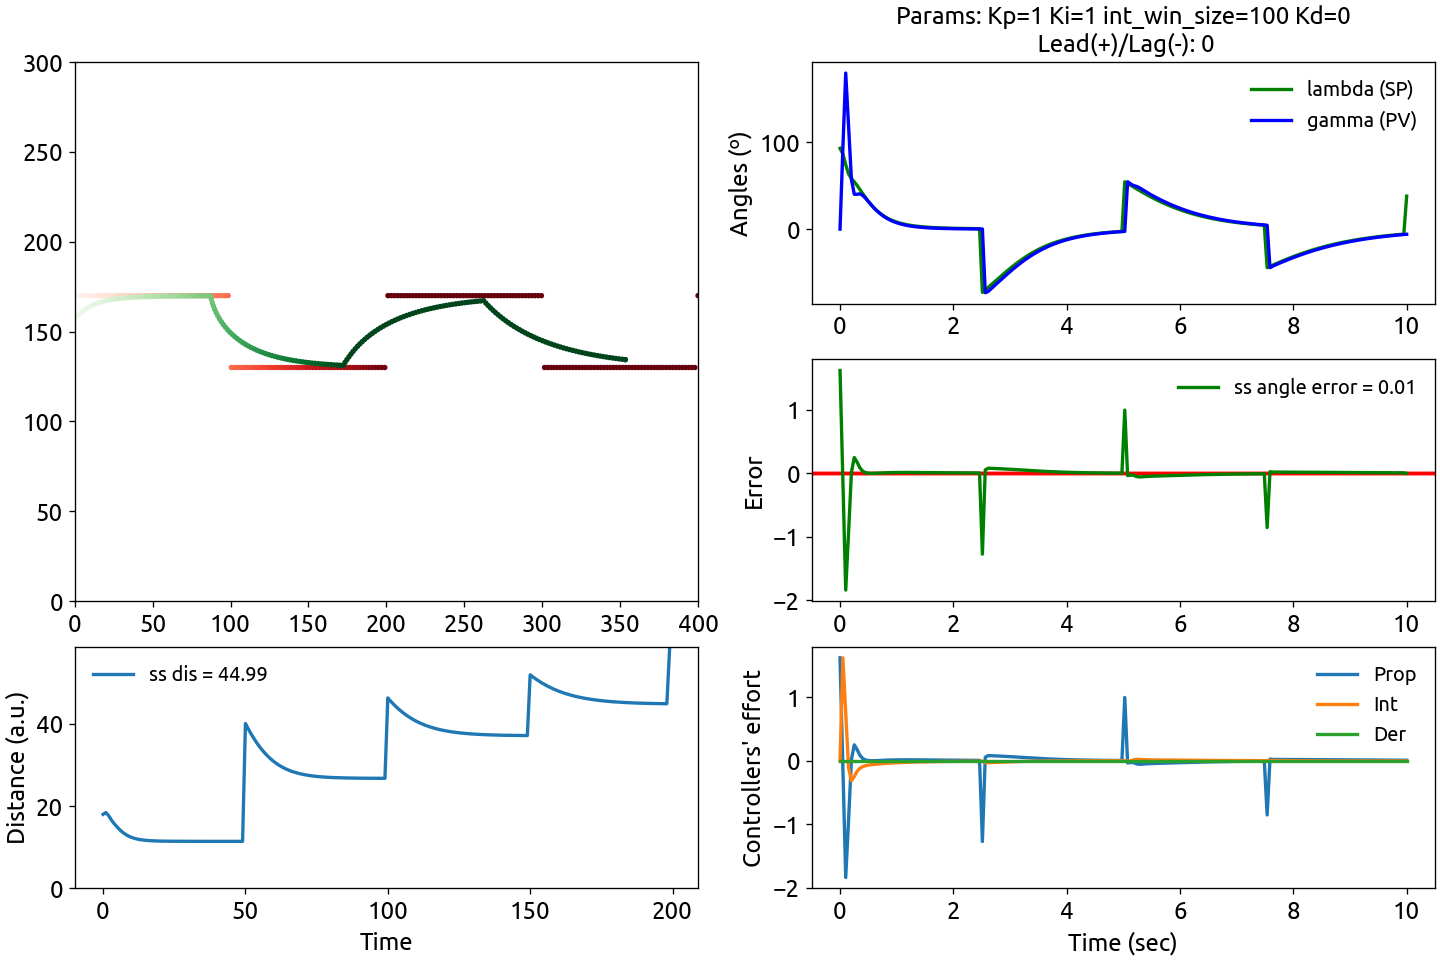 Params: Kp=1 Ki=1 int_win_size=100 Kd=0
Lead(+)/Lag(-): 0
300
250
200
150
100
50
0
0 50 100 150 200 250 300 350 400
Angles (º)
100
0
lambda (SP)
gamma (PV)
0 2 4 6 8 10
Error
1
0
−1
−2
ss angle error = 0.01
0 2 4 6 8 10
Distance (a.u.)
40
20
0
ss dis = 44.99
0 50 100 150 200
Time
Controllers' effort
1
0
−1
−2
Prop
Int
Der
0 2 4 6 8 10
Time (sec)